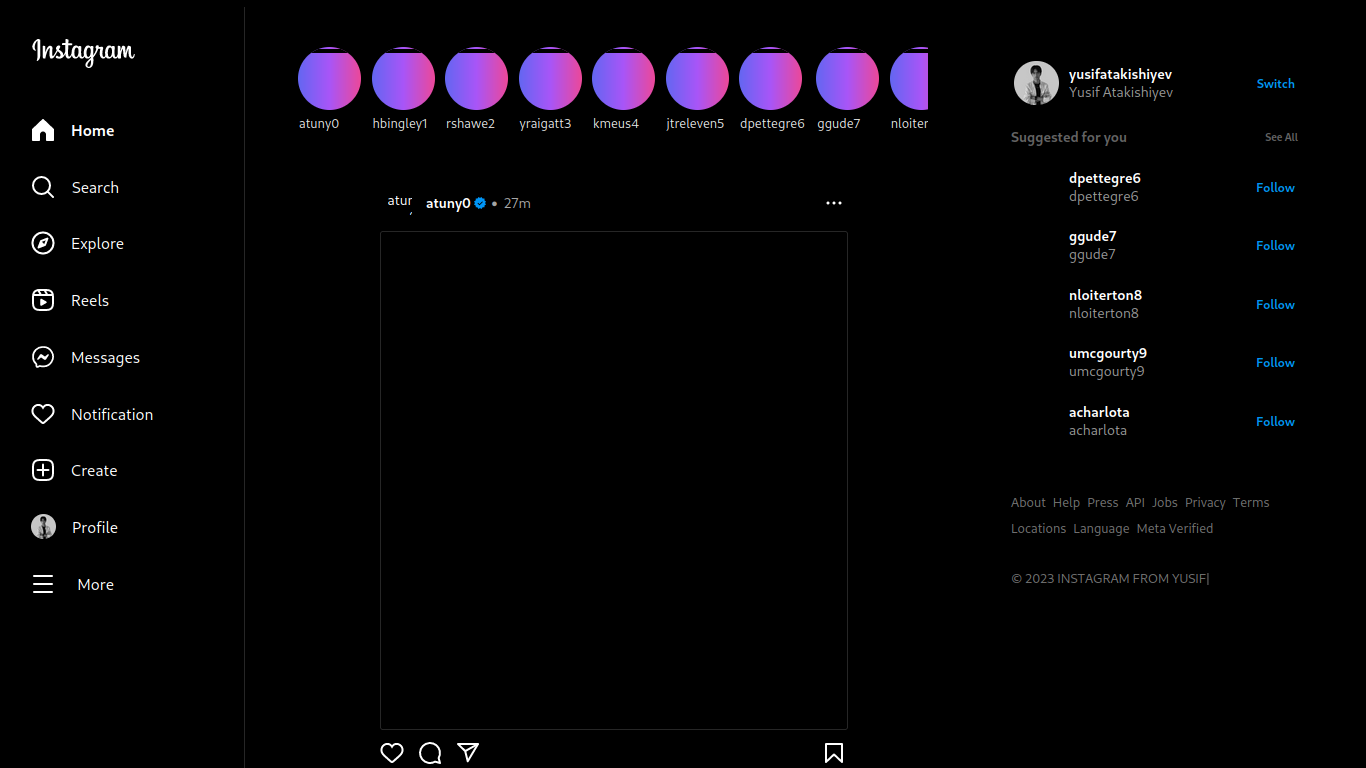 Instagram
Home
Search
Explore
Reels
Messages
Notification
Create
Profile
More
atuny0 hbingley1 rshawe2 yraigatt3 kmeus4 jtreleven5 dpettegre6 ggude7 nloiter
atuny0 • 27m
yusifatakishiyev
Yusif Atakishiyev
Switch
Suggested for you See All
dpettegre6
dpettegre6
Follow
ggude7
ggude7
Follow
nloiterton8
nloiterton8
Follow
umcgourty9
umcgourty9
Follow
acharlota
acharlota
Follow
About Help Press API Jobs Privacy Terms
Locations Language Meta Verified
© 2023 INSTAGRAM FROM YUSIF|